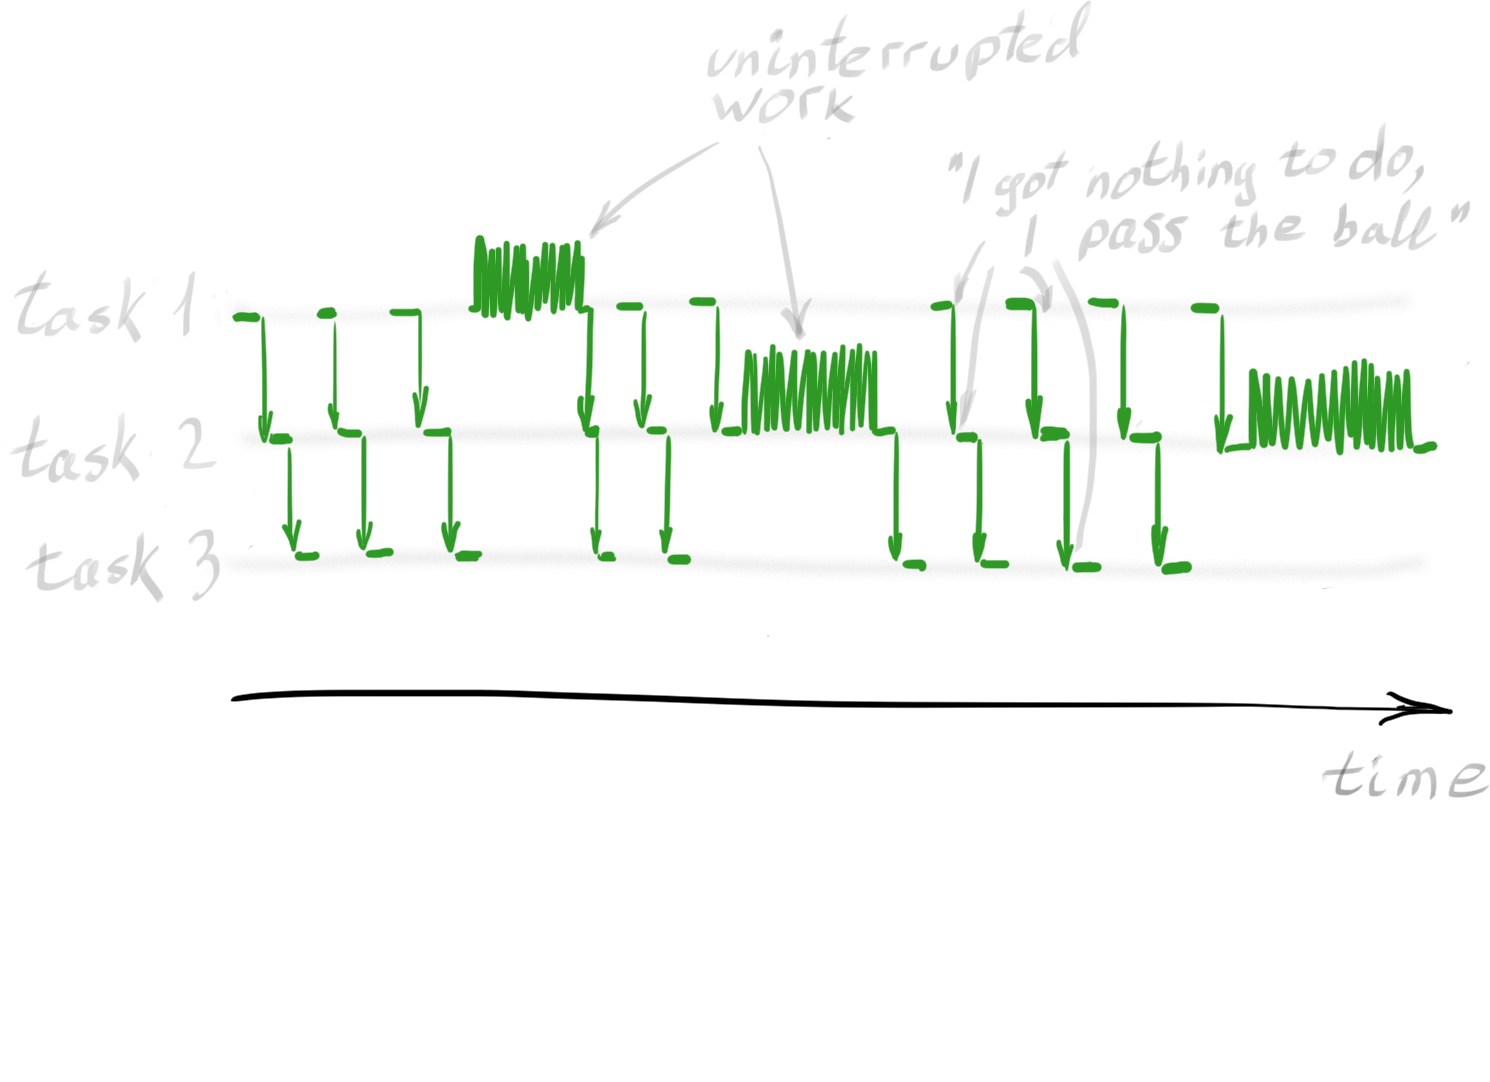 uninterrupted
work
"I got nothing to do,
I pass the ball"
task 1
task 2
task 3
time